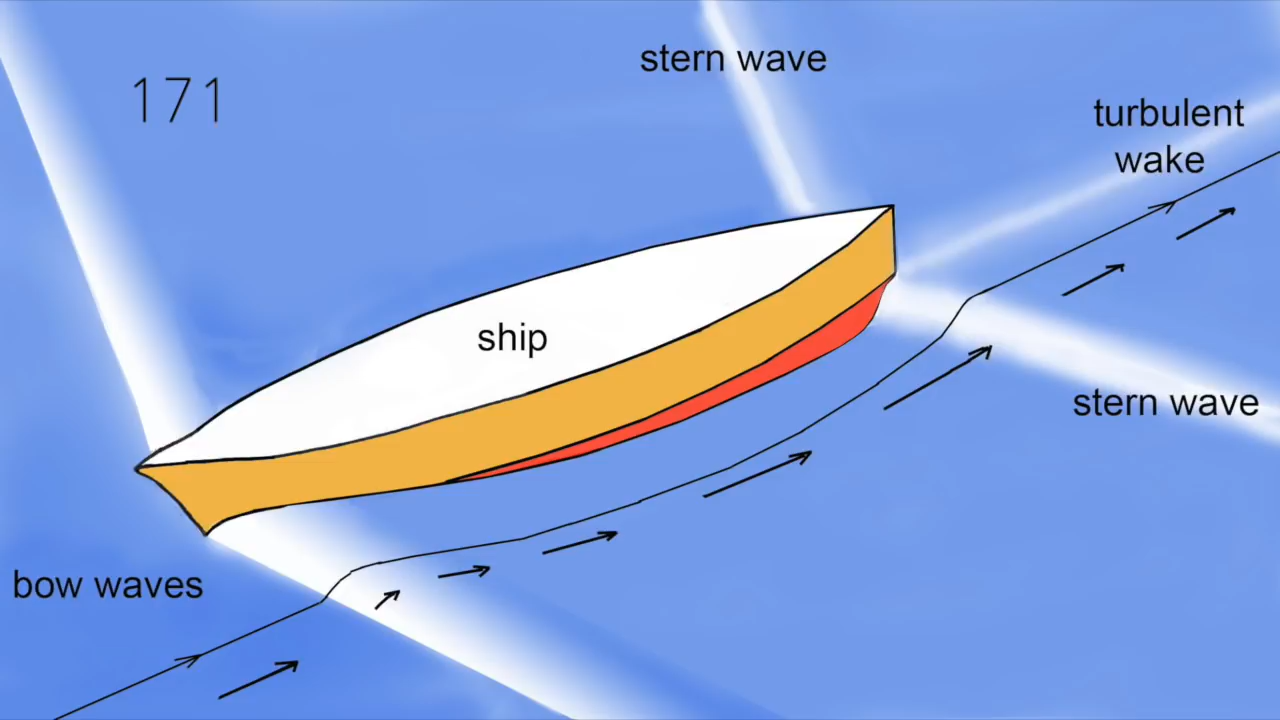 171
stern wave
turbulent
wake
ship
stern wave
bow waves